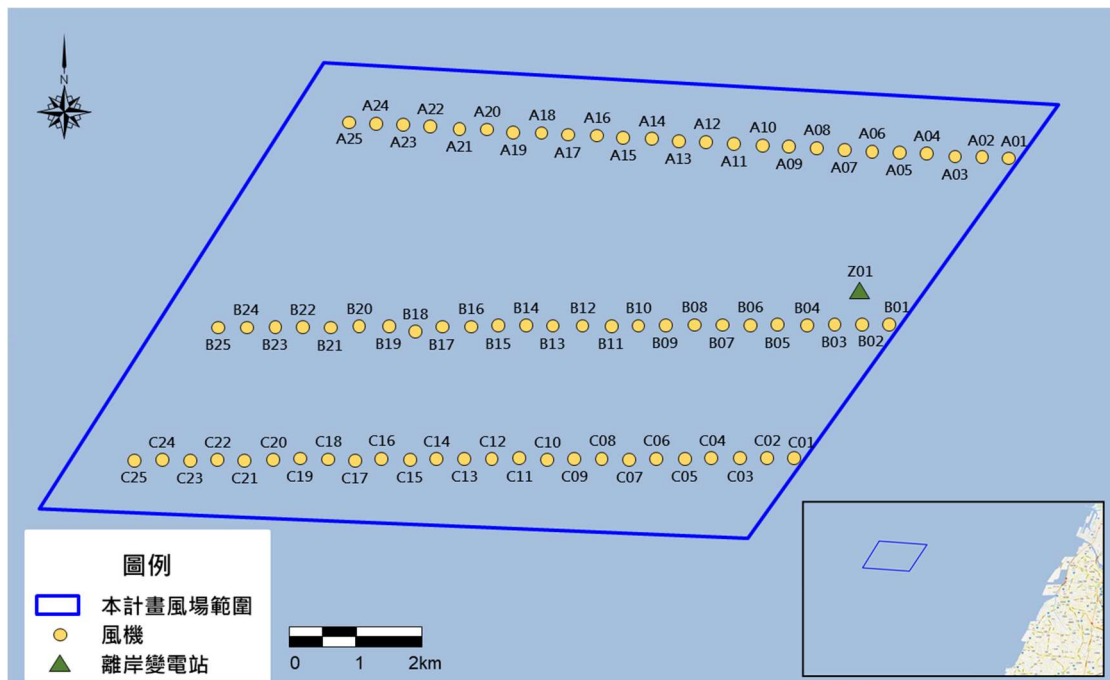 N
A24 A22 A20 A18 A16 A14 A12 A10 A08 A06 A04 A02 A01
A25 A23 A21 A19 A17 A15 A13 A11 A09 A07 A05 A03
Z01
B24 B22 B20 B18 B16 B14 B12 B10 B08 B06 B04 B01
B25 B23 B21 B19 B17 B15 B13 B11 B09 B07 B05 B03 B02
C24 C22 C20 C18 C16 C14 C12 C10 C08 C06 C04 C02 C01
C25 C23 C21 C19 C17 C15 C13 C11 C09 C07 C05 C03
圖例
本計畫風場範圍
風機
離岸變電站
0 1 2km